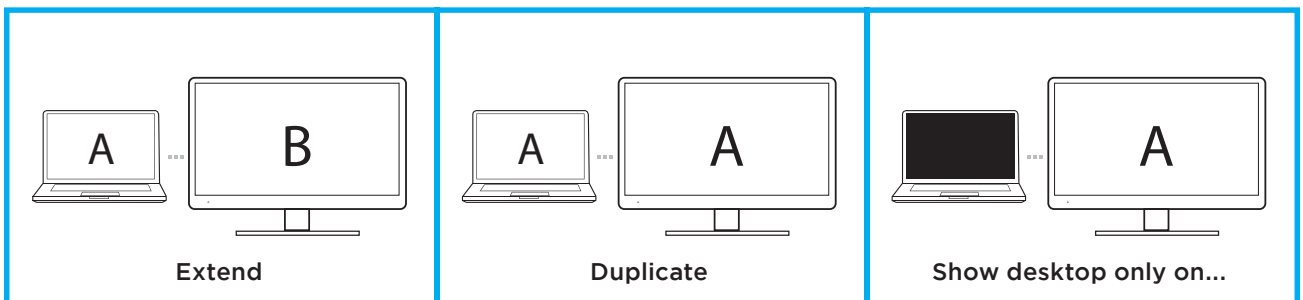 A B
Extend
A A
Duplicate
A
Show desktop only on...